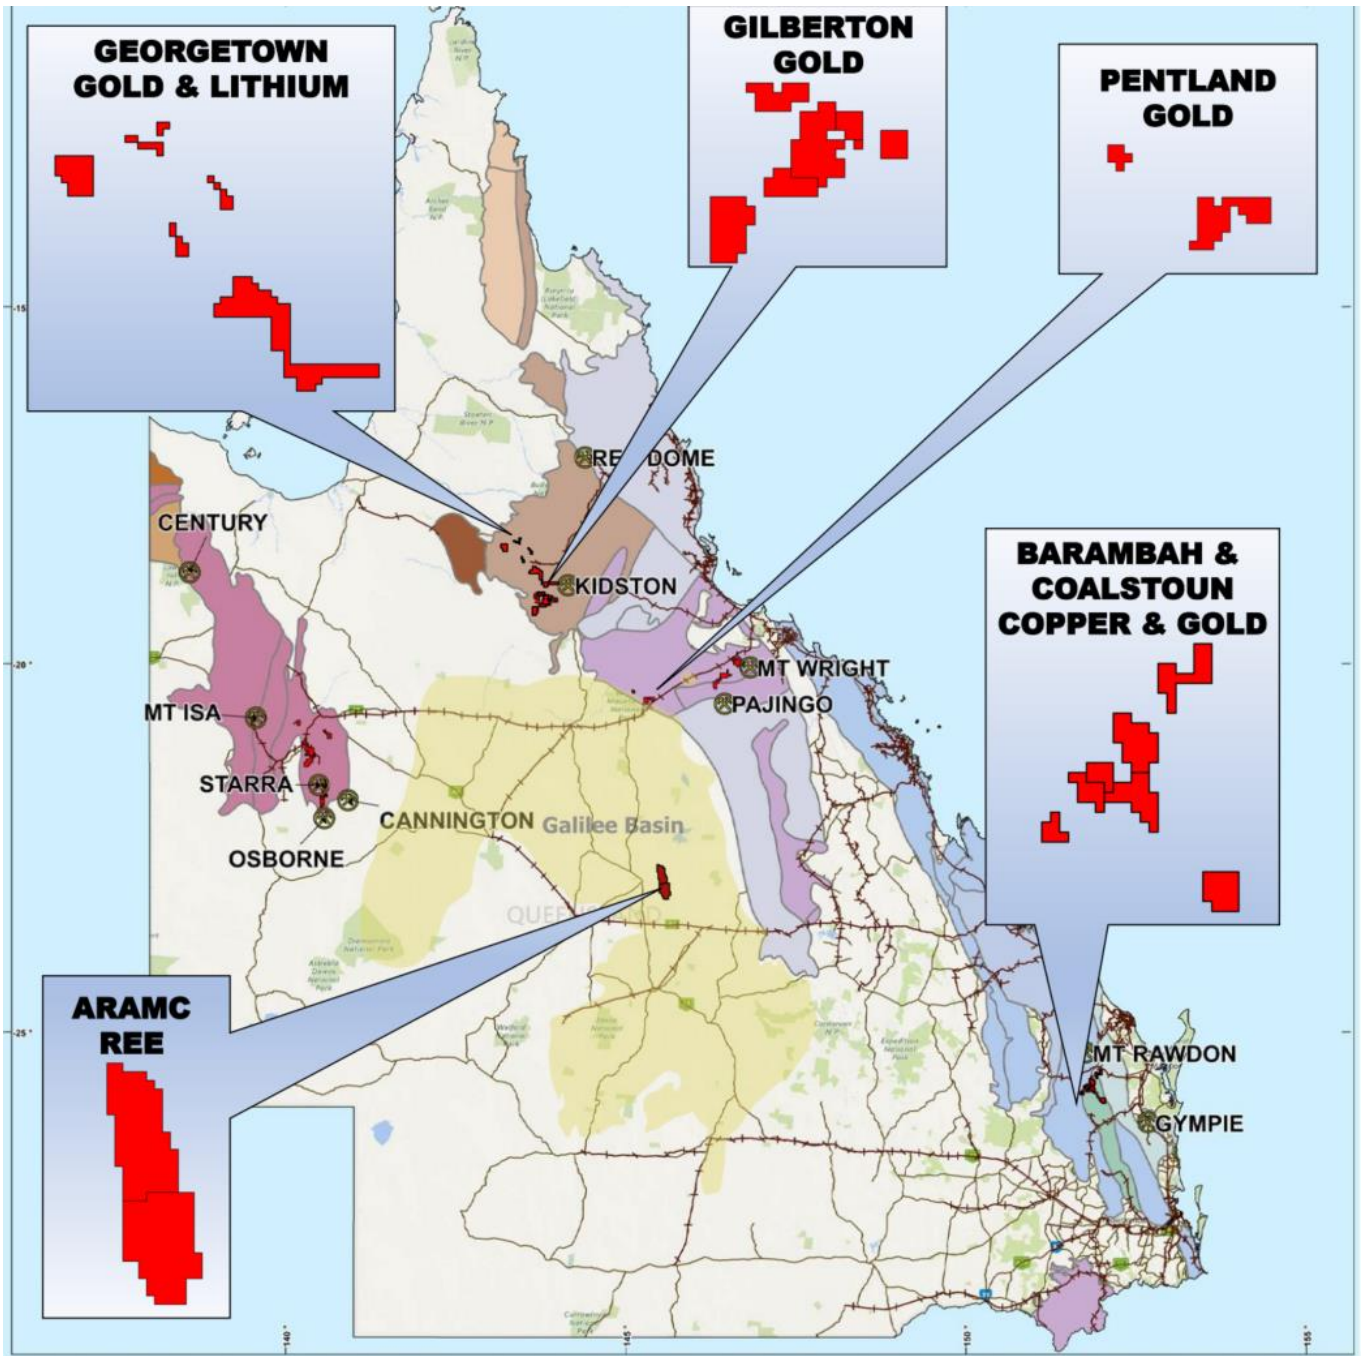 GEORGETOWN
GOLD & LITHIUM
GILBERTON
GOLD
PENTLAND
GOLD
-15
CENTURY
KIDSTON
BARAMBAH &
COALSTOUN
COPPER & GOLD
-20°
MT WRIGHT
PAJINGO
MT ISA
STARRA
CANNINGTON
Galilee Basin
OSBORNE
ARAMC
REE
-25°
MT RAWDON
GYMPIE
140°
145°
150°
155°